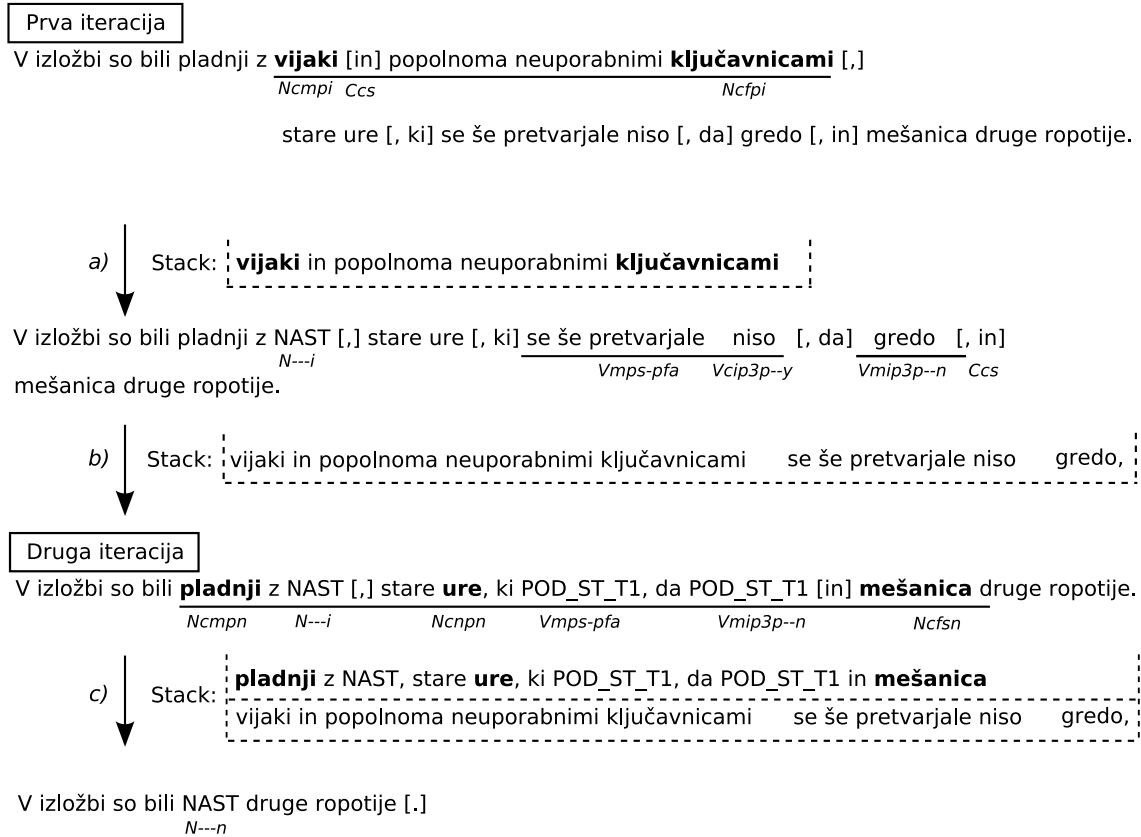 Prva iteracija
V izložbi so bili pladnji z vijaki [in] popolnoma neuporabnimi ključavnicami [,]
Ncmpi Ccs Ncfpi
stare ure [, ki] se še pretvarjale niso [, da] gredo [, in] mešanica druge ropotije.
a) Stack: vijaki in popolnoma neuporabnimi ključavnicami
V izložbi so bili pladnji z NAST [,] stare ure [, ki] se še pretvarjale niso [, da] gredo [, in]
N---i Vmps-pfa Vcip3p--y Vmip3p--n Ccs
mešanica druge ropotije.
b) Stack: vijaki in popolnoma neuporabnimi ključavnicami se še pretvarjale niso gredo,
Druga iteracija
V izložbi so bili pladnji z NAST [,] stare ure, ki POD_ST_T1, da POD_ST_T1 [in] mešanica druge ropotije.
Ncmpn N---i Ncnpn Vmps-pfa Vmip3p--n Ncfsn
c) Stack: pladnji z NAST, stare ure, ki POD_ST_T1, da POD_ST_T1 in mešanica
vijaki in popolnoma neuporabnimi ključavnicami se še pretvarjale niso gredo,
V izložbi so bili NAST druge ropotije [.]
N---n